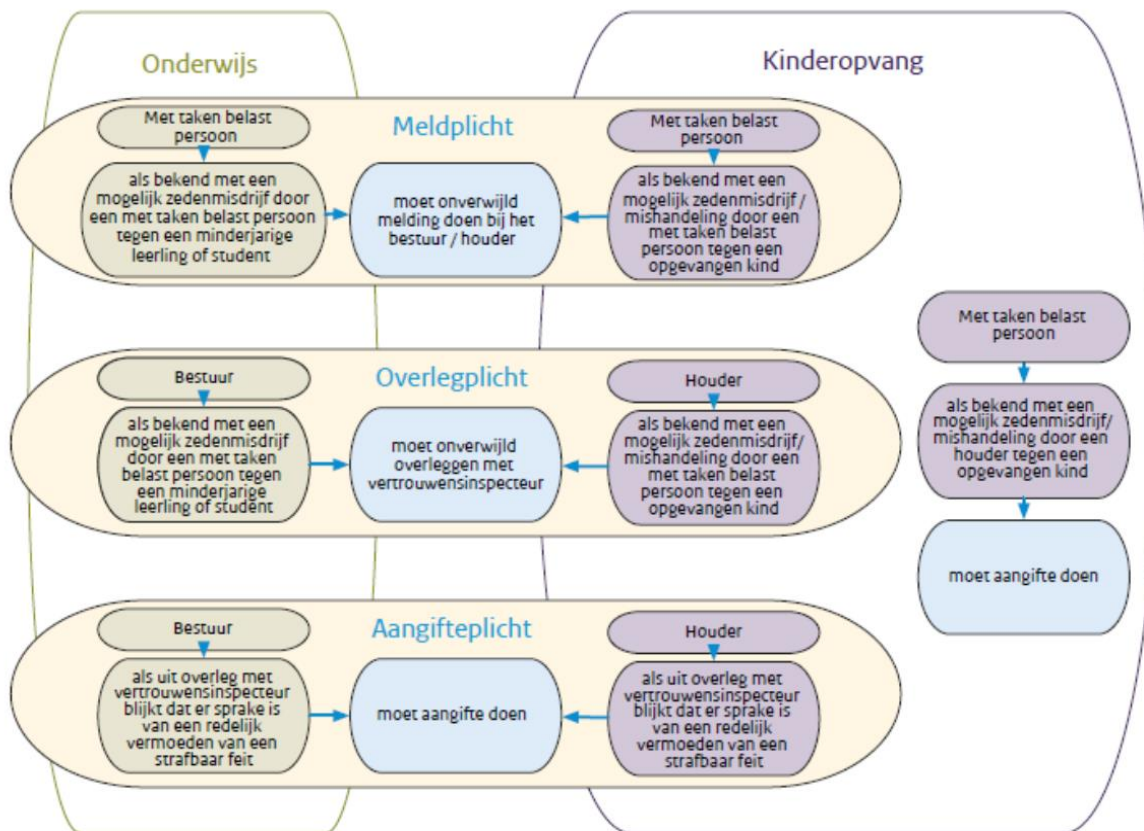 Onderwijs
Kinderopvang
Meldplicht
Met taken belast
persoon
als bekend met een
mogelijk zedenmisdrijf door
een met taken belast persoon
tegen een minderjarige
leerling of student
moet onverwijld
melding doen bij het
bestuur / houder
Met taken belast
persoon
als bekend met een
mogelijk zedenmisdrijf /
mishandeling door een
met taken belast
persoon tegen een
opgevangen kind
Overlegplicht
Bestuur
als bekend met een
mogelijk zedenmisdrijf
door een met taken
belast persoon tegen
een minderjarige
leerling of student
moet onverwijld
overleggen met
vertrouwensinspecteur
Houder
als bekend met een
mogelijk zedenmisdrijf/
mishandeling door een
met taken belast
persoon tegen een
opgevangen kind
Aangifteplicht
Bestuur
als uit overleg met
vertrouwensinspecteur
blijkt dat er sprake is
van een redelijk
vermoeden van een
strafbaar feit
moet aangifte doen
Houder
als uit overleg met
vertrouwensinspecteur
blijkt dat er sprake is
van een redelijk
vermoeden van een
strafbaar feit
Met taken belast
persoon
als bekend met een
mogelijk zedenmisdrijf/
mishandeling door een
houder tegen een
opgevangen kind
moet aangifte doen